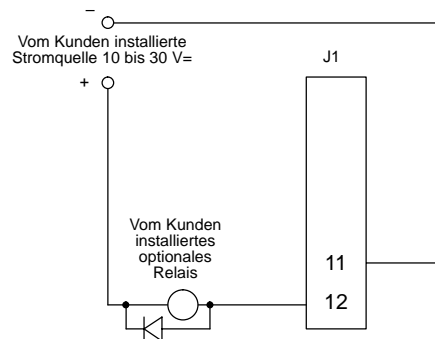 –
Vom Kunden installierte
Stromquelle 10 bis 30 V=
+
J1
Vom Kunden
installiertes
optionales
Relais
11
12